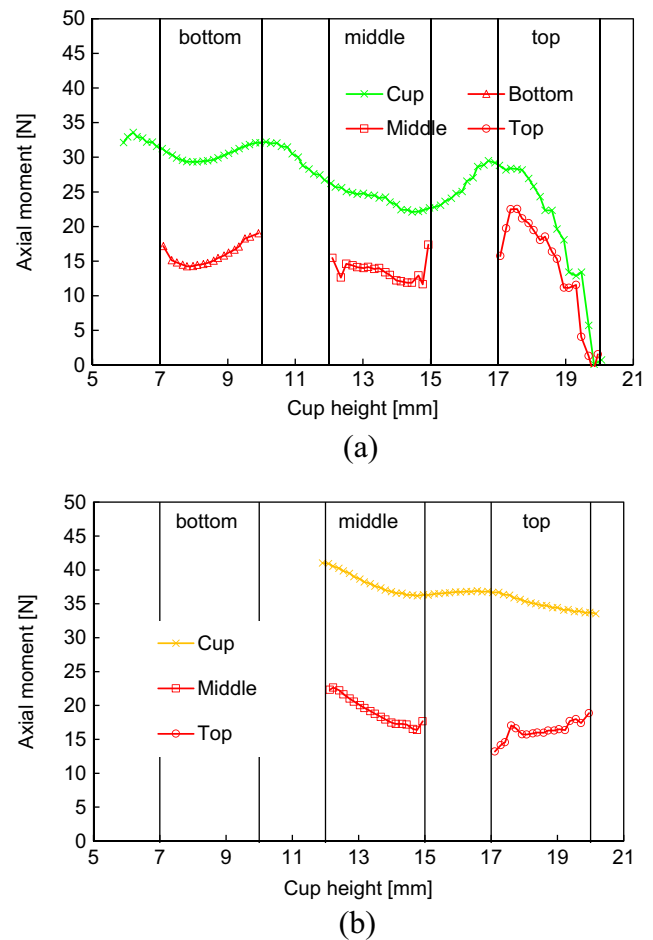 50
45
40
35
30
25
20
15
10
5
0
Axial moment [N]
bottom middle top
Cup Bottom
Middle Top
5 7 9 11 13 15 17 19 21
Cup height [mm]
(a)
50
45
40
35
30
25
20
15
10
5
0
Axial moment [N]
bottom middle top
Cup
Middle
Top
5 7 9 11 13 15 17 19 21
Cup height [mm]
(b)